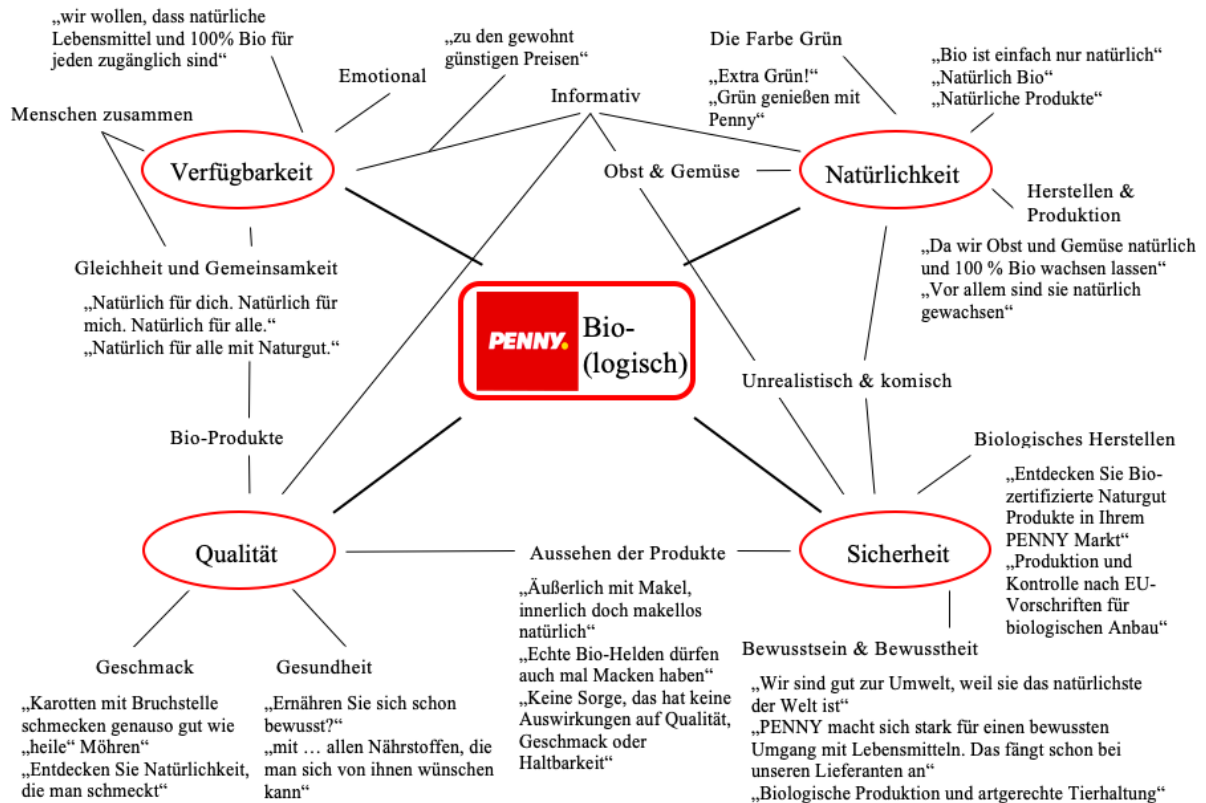 „wir wollen, dass natürliche
Lebensmittel und 100% Bio für
jeden zugänglich sind“
Emotional
„zu den gewohnt
günstigen Preisen“
Informativ
Die Farbe Grün
„Extra Grün!“
„Grün genießen mit
Penny“
„Bio ist einfach nur natürlich“
„Natürlich Bio“
„Natürliche Produkte“
Menschen zusammen
Verfügbarkeit
Obst & Gemüse
Natürlichkeit
Herstellen &
Produktion
„Da wir Obst und Gemüse natürlich
und 100 % Bio wachsen lassen“
„Vor allem sind sie natürlich
gewachsen“
Gleichheit und Gemeinsamkeit
„Natürlich für dich. Natürlich für
mich. Natürlich für alle.“
„Natürlich für alle mit Naturgut.“
PENNY.
Bio-
(logisch)
Unrealistisch & komisch
Bio-Produkte
Biologisches Herstellen
„Entdecken Sie Bio-
zertifizierte Naturgut
Produkte in Ihrem
PENNY Markt“
„Produktion und
Kontrolle nach EU-
Vorschriften für
biologischen Anbau“
Qualität
Aussehen der Produkte
„Äußerlich mit Makel,
innerlich doch makellos
natürlich“
„Echte Bio-Helden dürfen
auch mal Macken haben“
„Keine Sorge, das hat keine
Auswirkungen auf Qualität,
Geschmack oder
Haltbarkeit“
Sicherheit
Geschmack
„Karotten mit Bruchstelle
schmecken genauso gut wie
„heile“ Möhren“
„Entdecken Sie Natürlichkeit,
die man schmeckt“
Gesundheit
„Ernähren Sie sich schon
bewusst?“
„mit … allen Nährstoffen, die
man sich von ihnen wünschen
kann“
Bewusstsein & Bewusstheit
„Wir sind gut zur Umwelt, weil sie das natürlichste
der Welt ist“
„PENNY macht sich stark für einen bewussten
Umgang mit Lebensmitteln. Das fängt schon bei
unseren Lieferanten an“
„Biologische Produktion und artgerechte Tierhaltung“